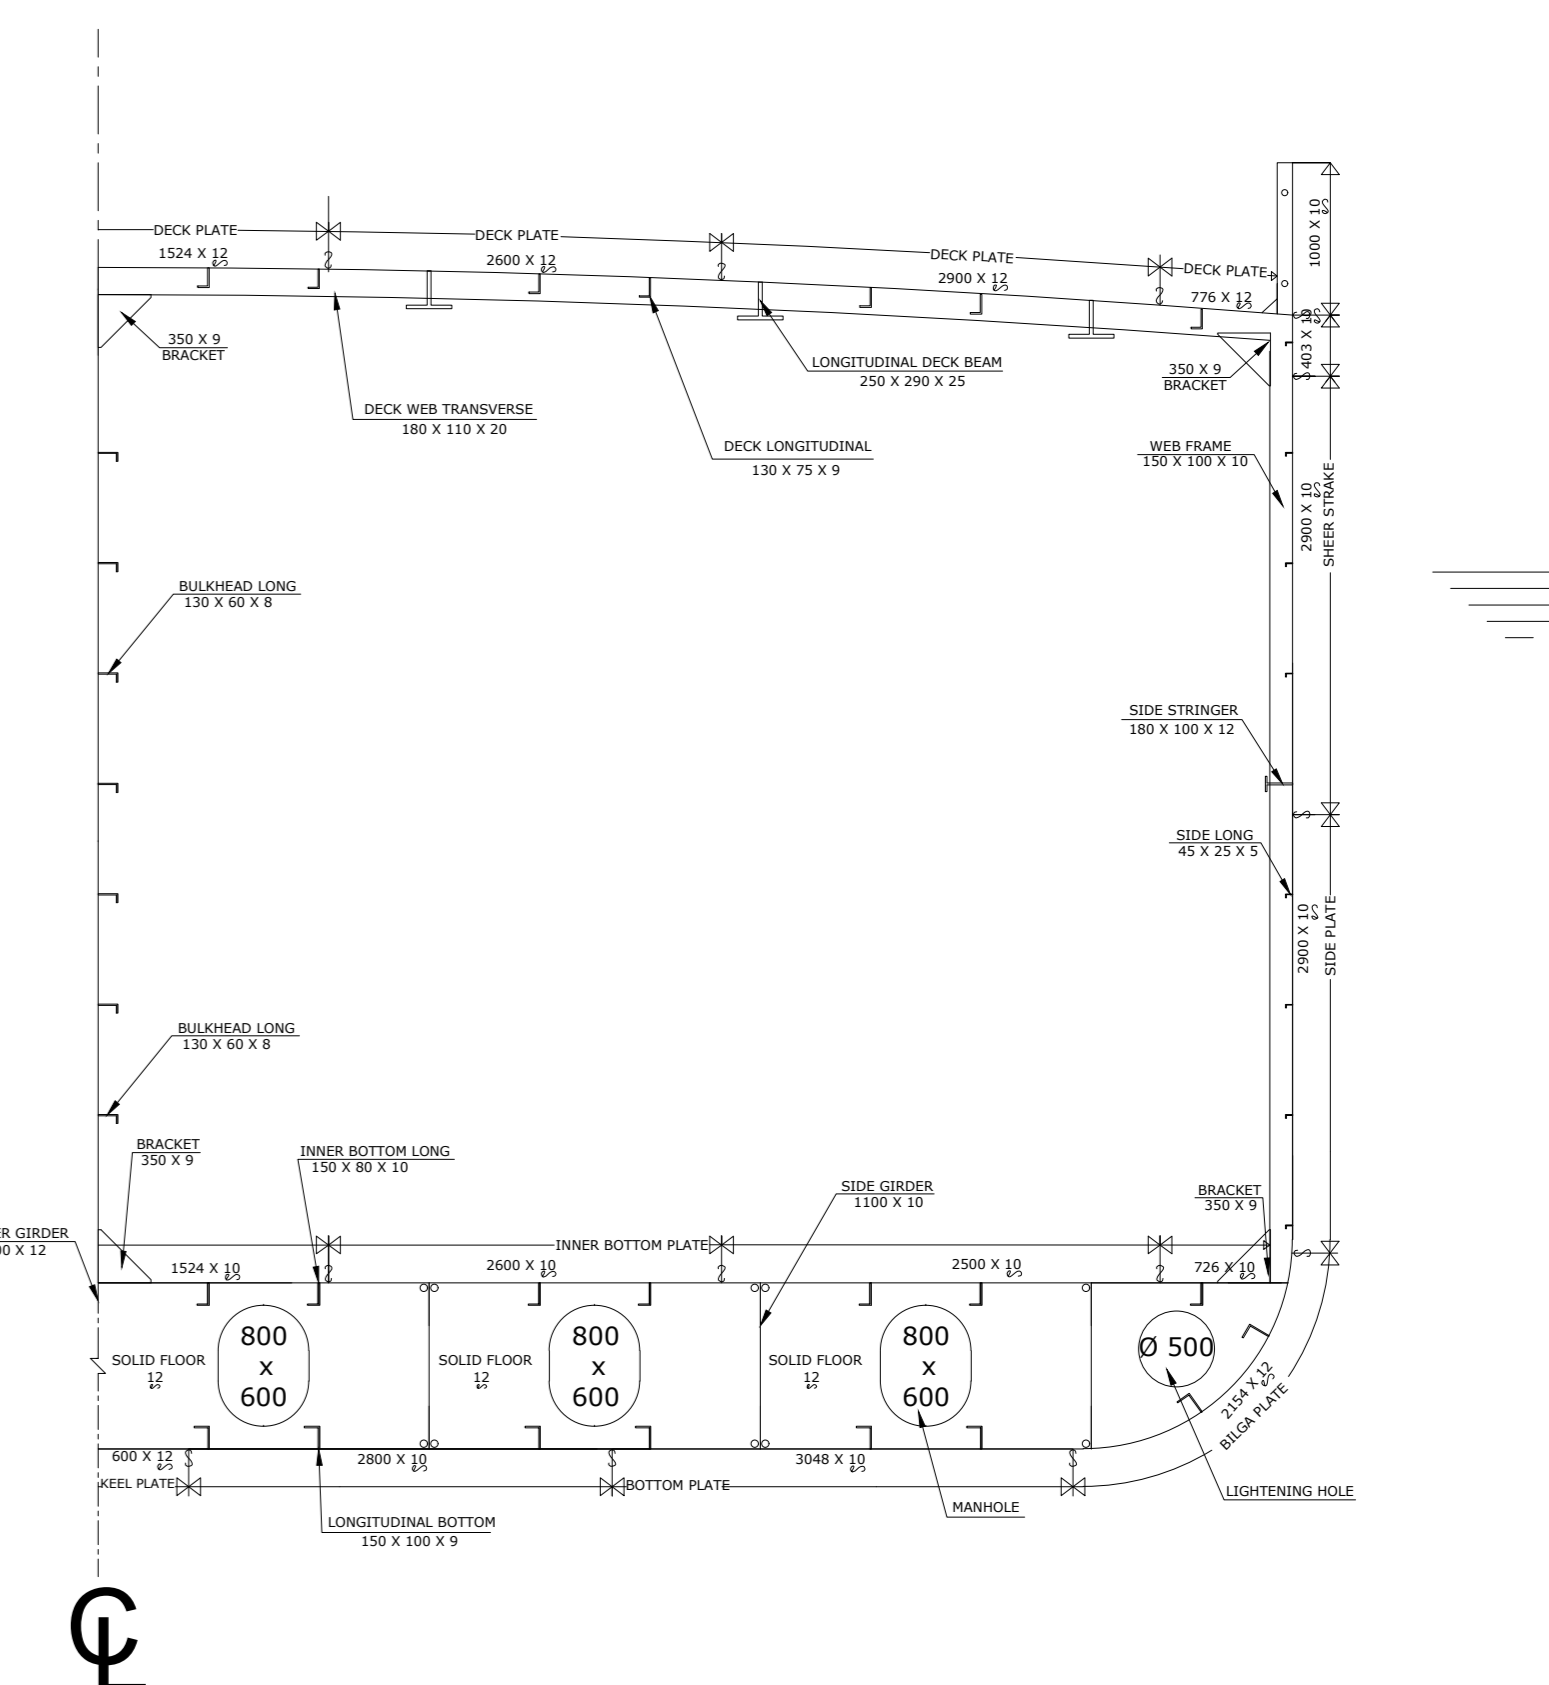 DECK PLATE
1524 X 12
DECK PLATE
2600 X 12
DECK PLATE
2900 X 12
DECK PLATE
776 X 12
1000 X 10
403 X 10
350 X 9
BRACKET
LONGITUDINAL DECK BEAM
250 X 290 X 25
350 X 9
BRACKET
DECK WEB TRANSVERSE
180 X 110 X 20
DECK LONGITUDINAL
130 X 75 X 9
WEB FRAME
150 X 100 X 10
2900 X 10
SHEER STRAKE
BULKHEAD LONG
130 X 60 X 8
SIDE STRINGER
180 X 100 X 12
SIDE LONG
45 X 25 X 5
2900 X 10
SIDE PLATE
BULKHEAD LONG
130 X 60 X 8
BRACKET
350 X 9
INNER BOTTOM LONG
150 X 80 X 10
SIDE GIRDER
1100 X 10
BRACKET
350 X 9
ER GIRDER
00 X 12
INNER BOTTOM PLATE
1524 X 10
2600 X 10
2500 X 10
726 X 10
SOLID FLOOR
12
800
x
600
SOLID FLOOR
12
800
x
600
SOLID FLOOR
12
800
x
600
Ø 500
2154 X 12
BILGA PLATE
600 X 12
2800 X 10
3048 X 10
KEEL PLATE
BOTTOM PLATE
LONGITUDINAL BOTTOM
150 X 100 X 9
MANHOLE
LIGHTENING HOLE
℄